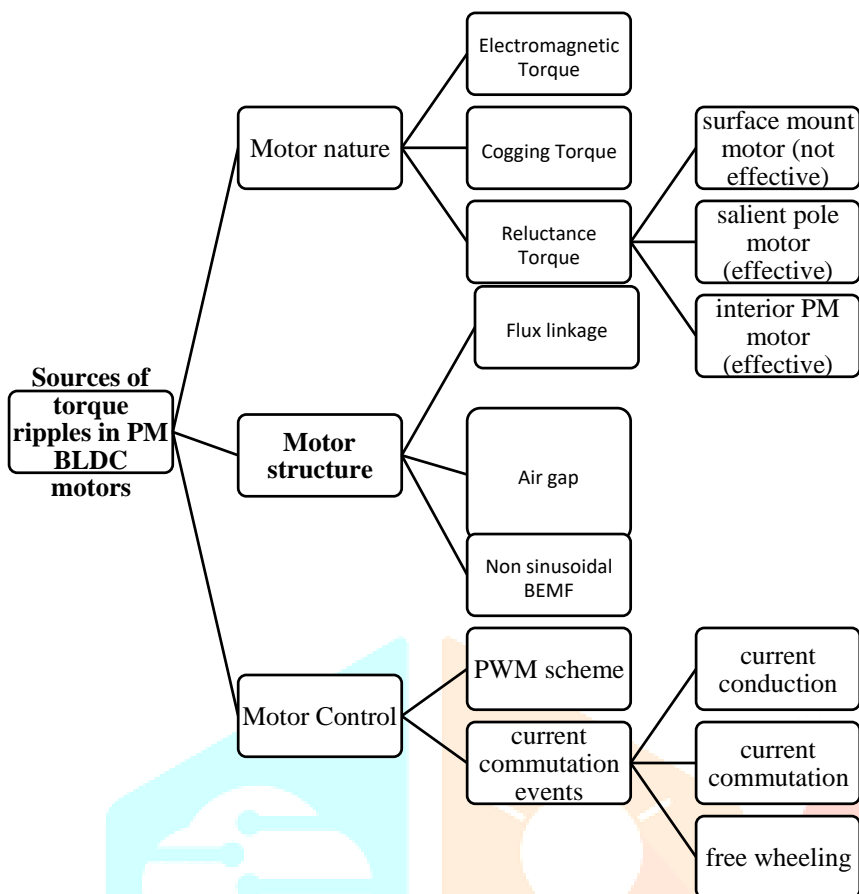 Sources of
torque
ripples in PM
BLDC
motors
Motor nature
Electromagnetic
Torque
Cogging Torque
Reluctance
Torque
surface mount
motor (not
effective)
salient pole
motor
(effective)
interior PM
motor
(effective)
Motor
structure
Flux linkage
Air gap
Non sinusoidal
BEMF
Motor Control
PWM scheme
current
commutation
events
current
conduction
current
commutation
free wheeling